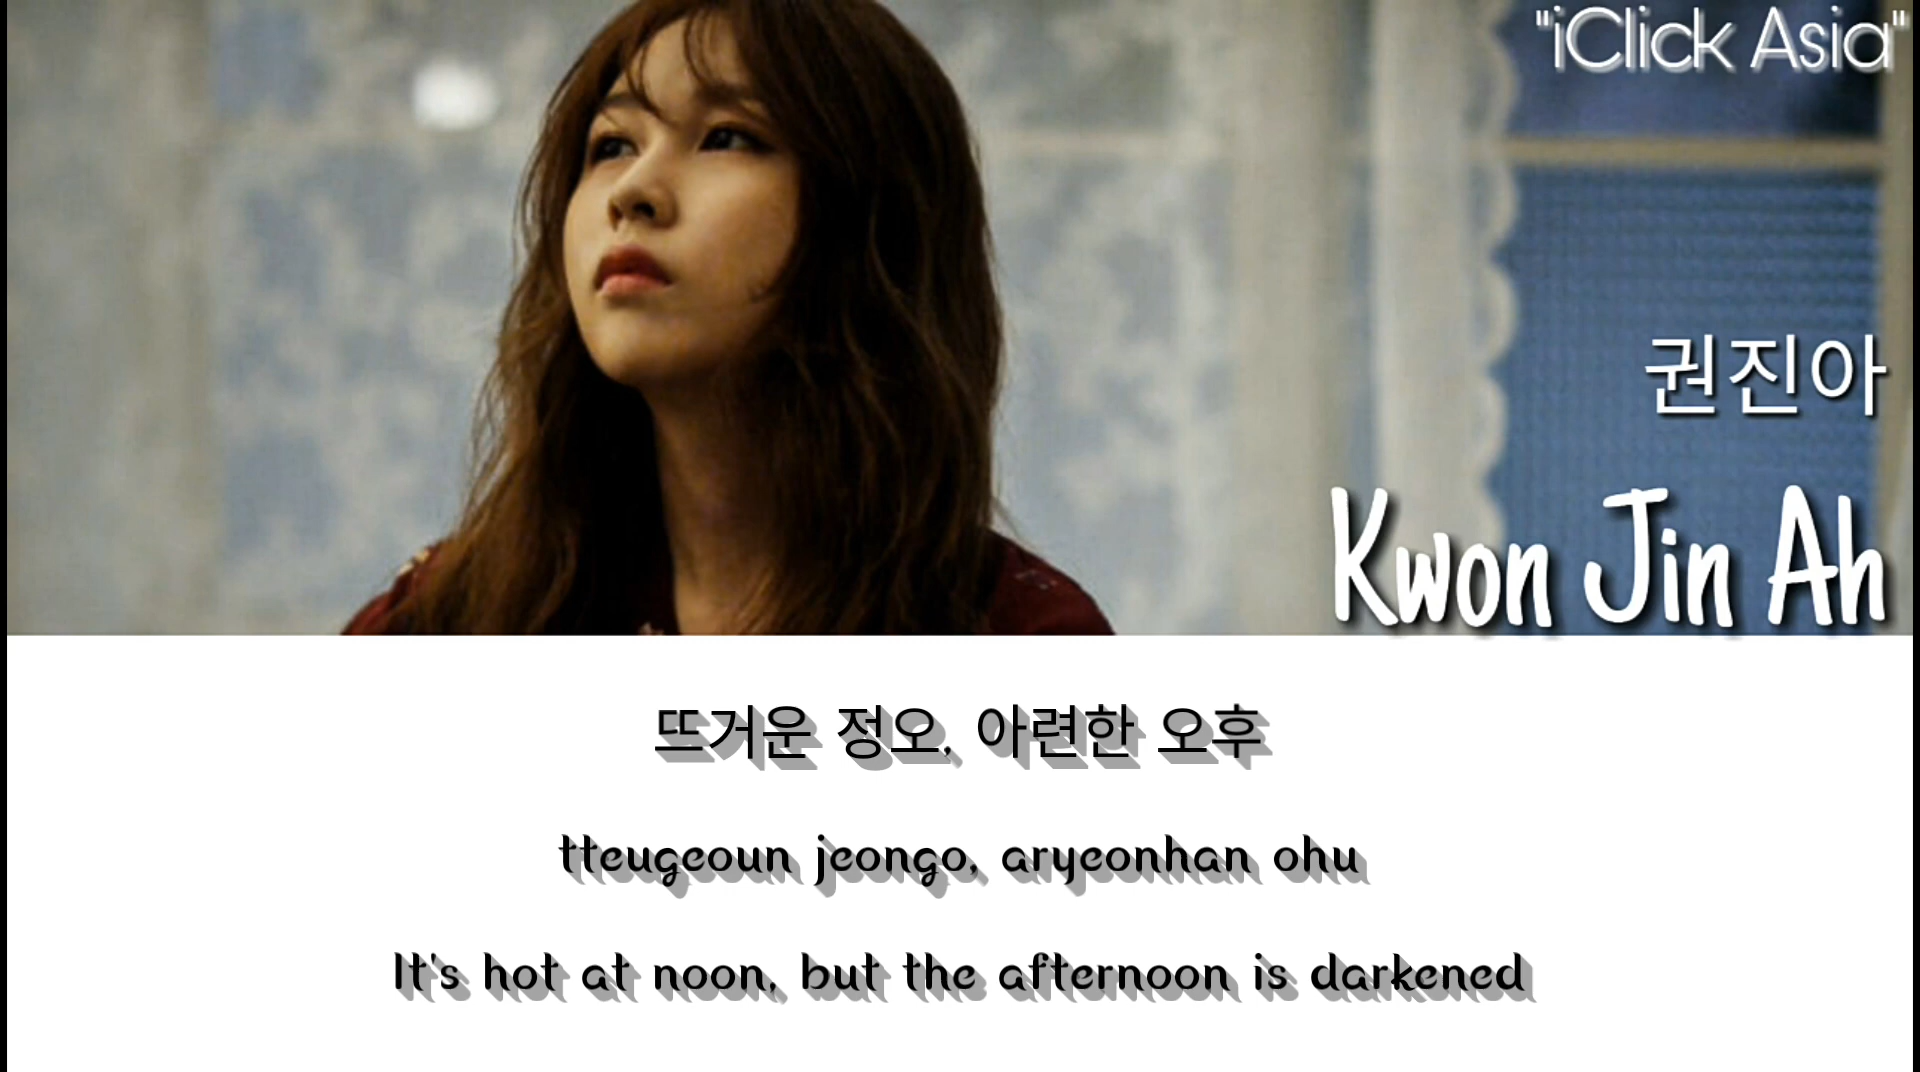 "iClick Asia"
권진아
Kwon Jin Ah
뜨거운 정오, 아련한 오후
tteugeoun jeongo, aryeonhan ohu
It's hot at noon, but the afternoon is darkened